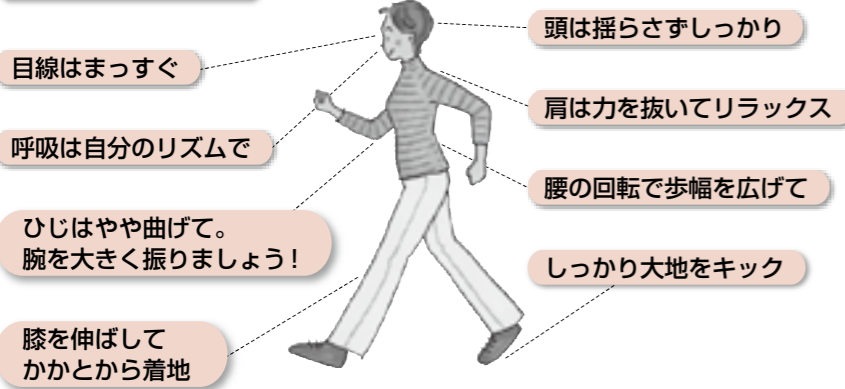 目線はまっすぐ
呼吸は自分のリズムで
ひじはやや曲げて。
腕を大きく振りましょう！
膝を伸ばして
かかとから着地
頭は揺らさずしっかり
肩は力を抜いてリラックス
腰の回転で歩幅を広げて
しっかり大地をキック